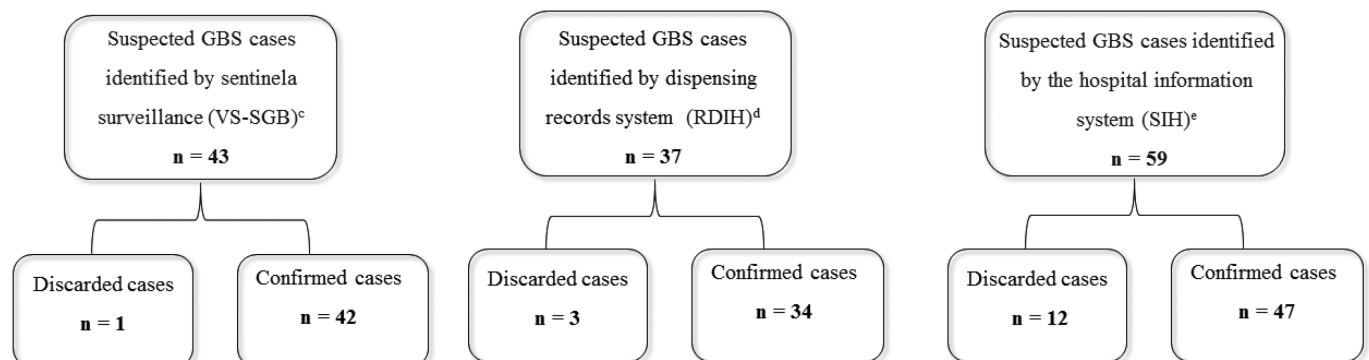 Suspected GBS cases
identified by sentinela
surveillance (VS-SGB)ᶜ
n = 43
Discarded cases
n = 1
Confirmed cases
n = 42
Suspected GBS cases
identified by dispensing
records system (RDIH)ᵈ
n = 37
Discarded cases
n = 3
Confirmed cases
n = 34
Suspected GBS cases identified
by the hospital information
system (SIH)ᵉ
n = 59
Discarded cases
n = 12
Confirmed cases
n = 47